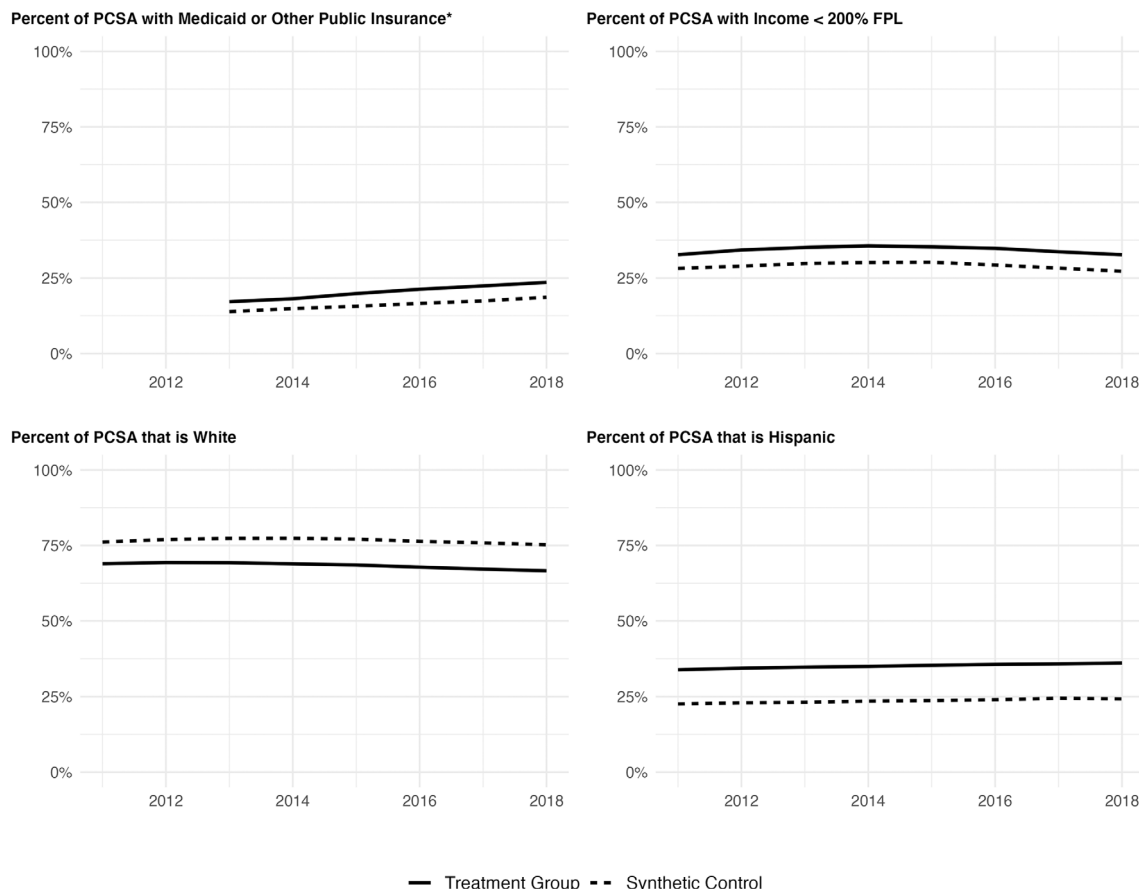 Percent of PCSA with Medicaid or Other Public Insurance*
100%
75%
50%
25%
0%
2012 2014 2016 2018
Percent of PCSA with Income < 200% FPL
100%
75%
50%
25%
0%
2012 2014 2016 2018
Percent of PCSA that is White
100%
75%
50%
25%
0%
2012 2014 2016 2018
Percent of PCSA that is Hispanic
100%
75%
50%
25%
0%
2012 2014 2016 2018
Treatment Group Synthetic Control